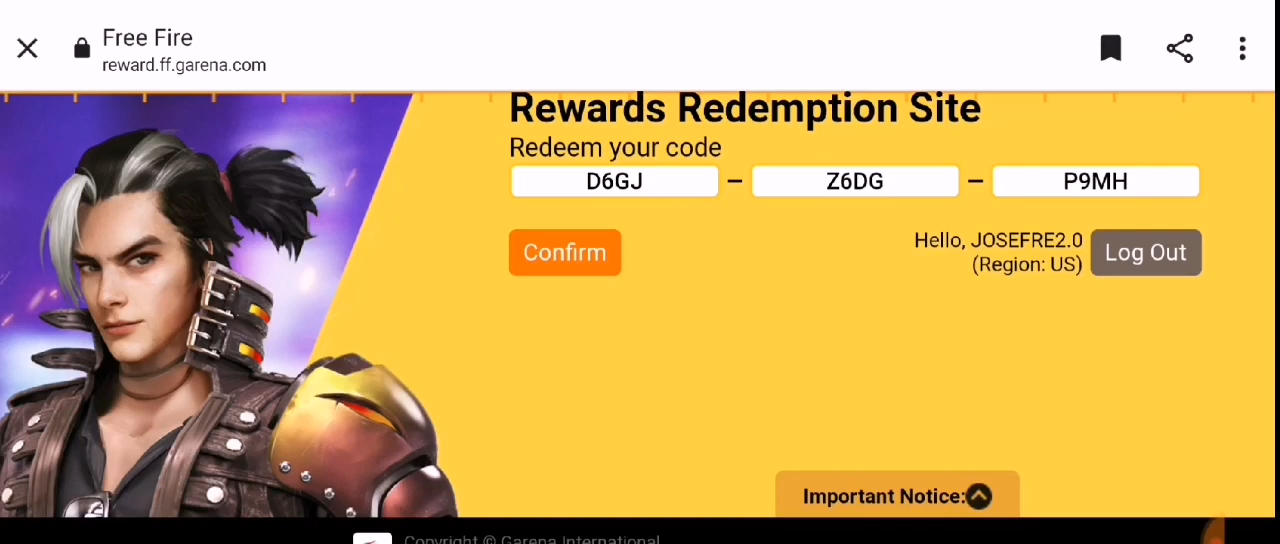 Free Fire
reward.ff.garena.com
Rewards Redemption Site
Redeem your code
D6GJ – Z6DG – P9MH
Confirm
Hello, JOSEFRE2.0
(Region: US)
Log Out
Important Notice:
Copyright © Garena International